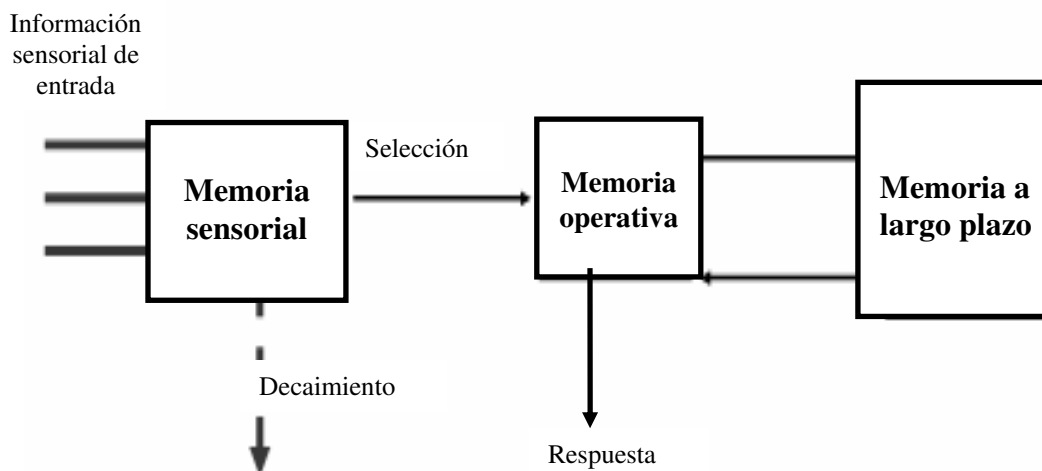 Información
sensorial de
entrada
Memoria
sensorial
Selección
Memoria
operativa
Memoria a
largo plazo
Decaimiento
Respuesta